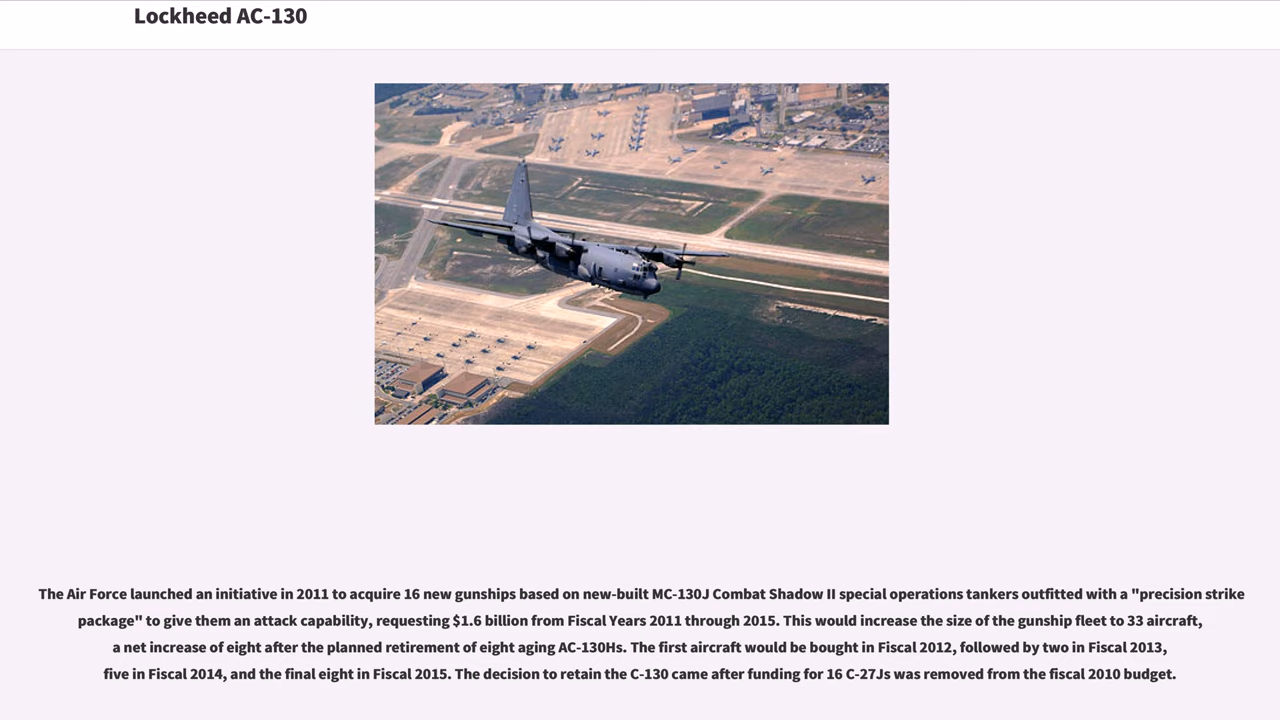 Lockheed AC-130
The Air Force launched an initiative in 2011 to acquire 16 new gunships based on new-built MC-130J Combat Shadow II special operations tankers outfitted with a "precision strike
package" to give them an attack capability, requesting $1.6 billion from Fiscal Years 2011 through 2015. This would increase the size of the gunship fleet to 33 aircraft,
a net increase of eight after the planned retirement of eight aging AC-130Hs. The first aircraft would be bought in Fiscal 2012, followed by two in Fiscal 2013,
five in Fiscal 2014, and the final eight in Fiscal 2015. The decision to retain the C-130 came after funding for 16 C-27Js was removed from the fiscal 2010 budget.